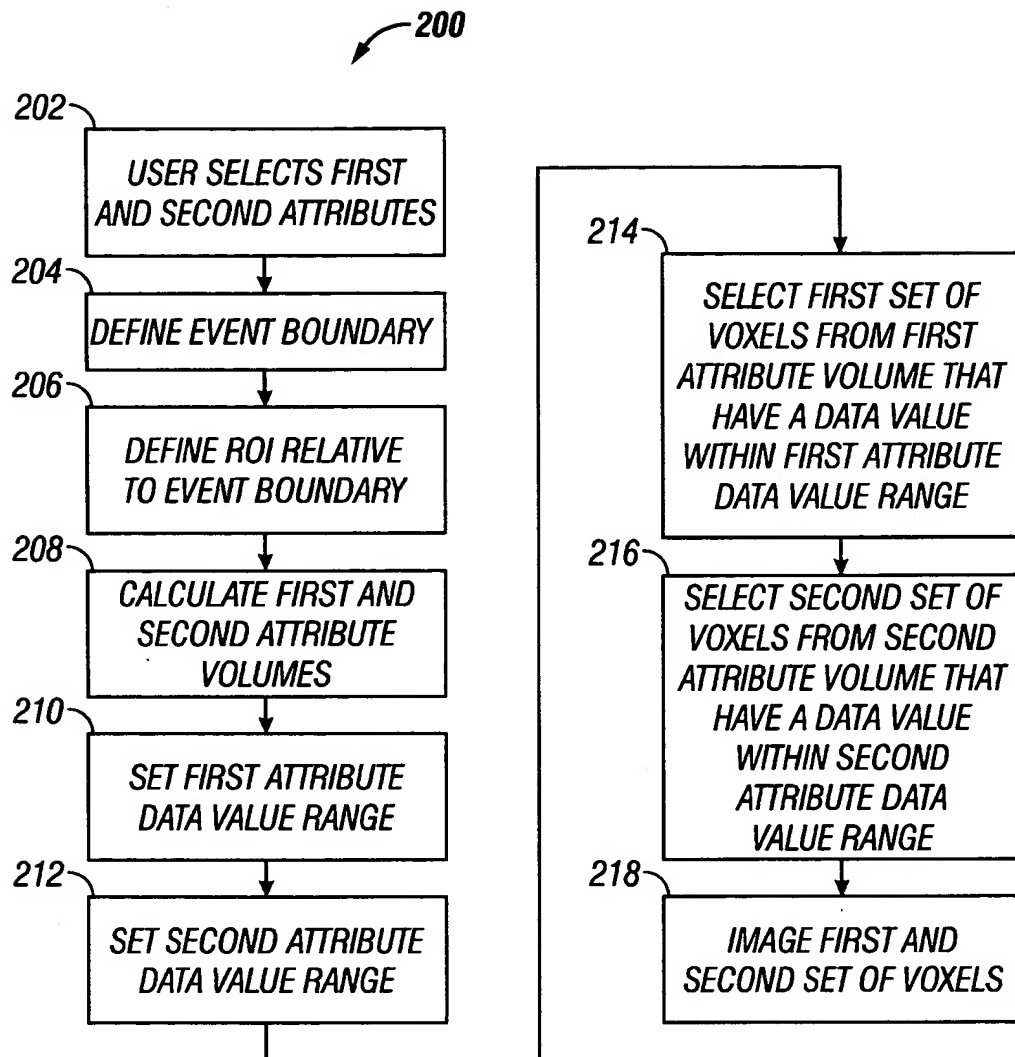 200
202
USER SELECTS FIRST
AND SECOND ATTRIBUTES
204
DEFINE EVENT BOUNDARY
206
DEFINE ROI RELATIVE
TO EVENT BOUNDARY
208
CALCULATE FIRST AND
SECOND ATTRIBUTE
VOLUMES
210
SET FIRST ATTRIBUTE
DATA VALUE RANGE
212
SET SECOND ATTRIBUTE
DATA VALUE RANGE
214
SELECT FIRST SET OF
VOXELS FROM FIRST
ATTRIBUTE VOLUME THAT
HAVE A DATA VALUE
WITHIN FIRST ATTRIBUTE
DATA VALUE RANGE
216
SELECT SECOND SET OF
VOXELS FROM SECOND
ATTRIBUTE VOLUME THAT
HAVE A DATA VALUE
WITHIN SECOND
ATTRIBUTE DATA
VALUE RANGE
218
IMAGE FIRST AND
SECOND SET OF VOXELS